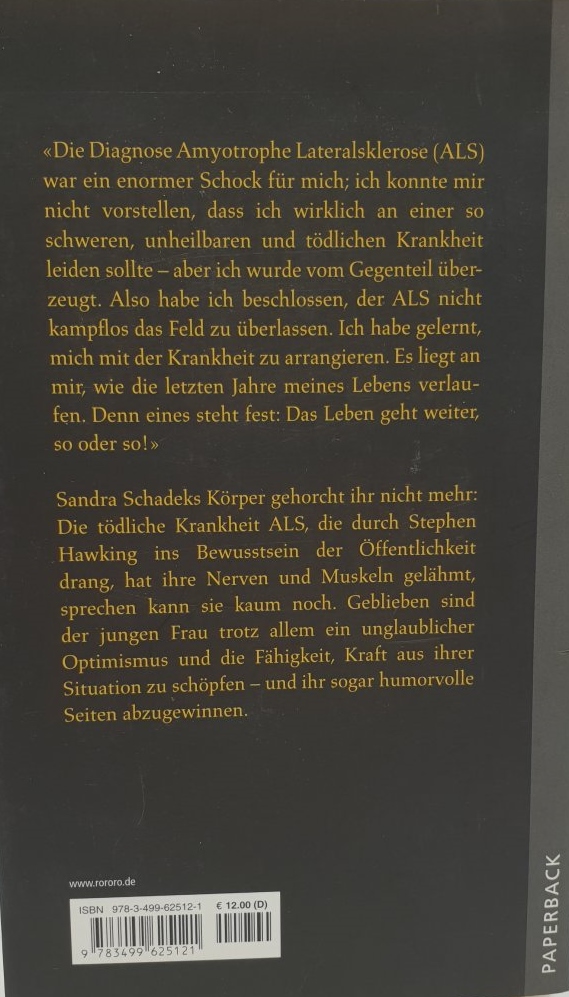 «Die Diagnose Amyotrophe Lateralsklerose (ALS)
war ein enormer Schock für mich; ich konnte mir
nicht vorstellen, dass ich wirklich an einer so
schweren, unheilbaren und tödlichen Krankheit
leiden sollte – aber ich wurde vom Gegenteil über-
zeugt. Also habe ich beschlossen, der ALS nicht
kampflos das Feld zu überlassen. Ich habe gelernt,
mich mit der Krankheit zu arrangieren. Es liegt an
mir, wie die letzten Jahre meines Lebens verlau-
fen. Denn eines steht fest: Das Leben geht weiter,
so oder so!»
Sandra Schadeks Körper gehorcht ihr nicht mehr:
Die tödliche Krankheit ALS, die durch Stephen
Hawking ins Bewusstsein der Öffentlichkeit
drang, hat ihre Nerven und Muskeln gelähmt,
sprechen kann sie kaum noch. Geblieben sind
der jungen Frau trotz allem ein unglaublicher
Optimismus und die Fähigkeit, Kraft aus ihrer
Situation zu schöpfen – und ihr sogar humorvolle
Seiten abzugewinnen.
www.rororo.de
ISBN 978-3-499-62512-1 € 12.00 (D)
9 783499 625121
PAPERBACK